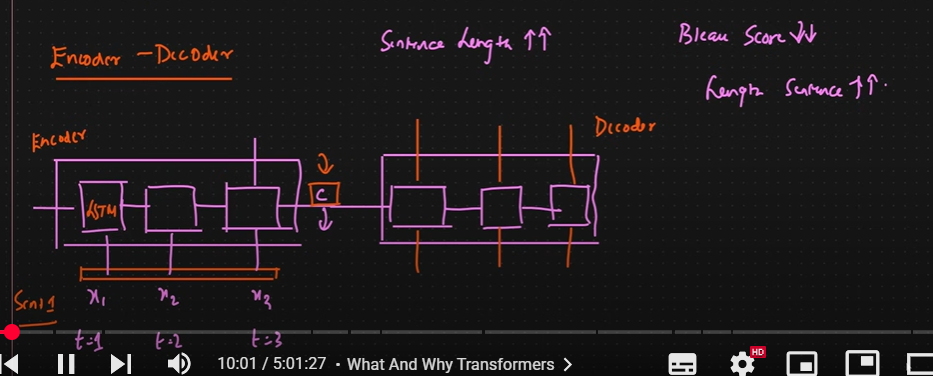 Encoder - Decoder
Sentence Length ↑↑
Bleau Score ↓↓
Length Sentence ↑↑
Encoder
Decoder
LSTM
C
Sent 1
x₁ x₂ x₃
t=1 t=2 t=3
10:01 / 5:01:27 • What And Why Transformers >
HD